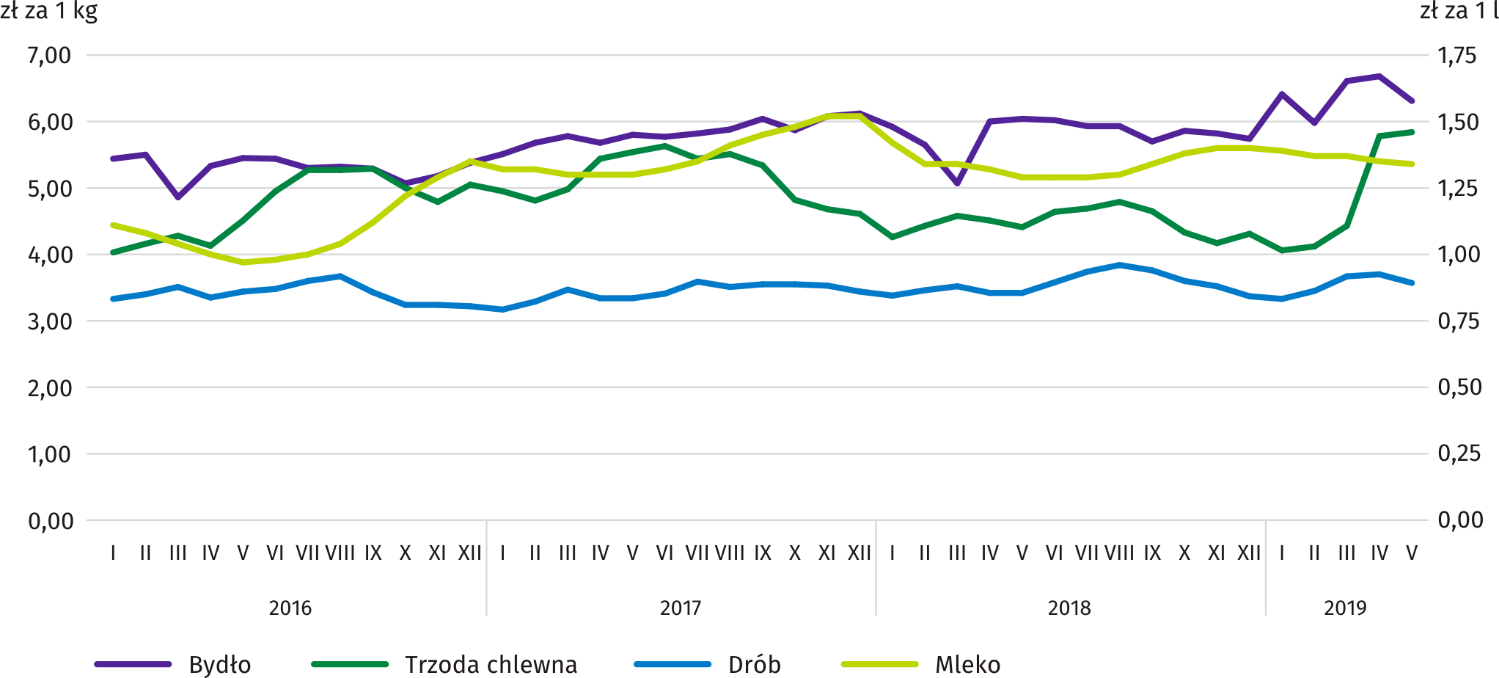 zł za 1 kg zł za 1 l
7,00 1,75
6,00 1,50
5,00 1,25
4,00 1,00
3,00 0,75
2,00 0,50
1,00 0,25
0,00 0,00
I II III IV V VI VII VIII IX X XI XII I II III IV V VI VII VIII IX X XI XII I II III IV V VI VII VIII IX X XI XII I II III IV V
2016 2017 2018 2019
Bydło Trzoda chlewna Drób Mleko